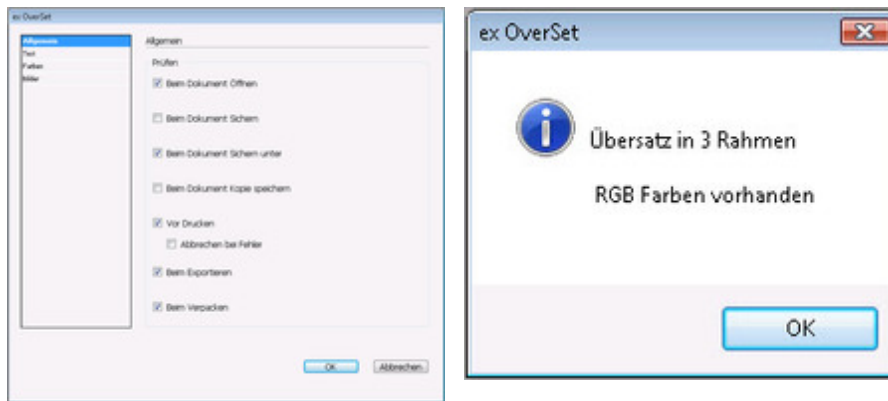 ex OverSet
Allgemein
Text
Farben
Bilder
Allgemein
Prüfen
Beim Dokument Öffnen
Beim Dokument Sichern
Beim Dokument Sichern unter
Beim Dokument Kopie speichern
Vor Drucken
Abbrechen bei Fehler
Beim Exportieren
Beim Verpacken
OK
Abbrechen
ex OverSet
Übersatz in 3 Rahmen
RGB Farben vorhanden
OK